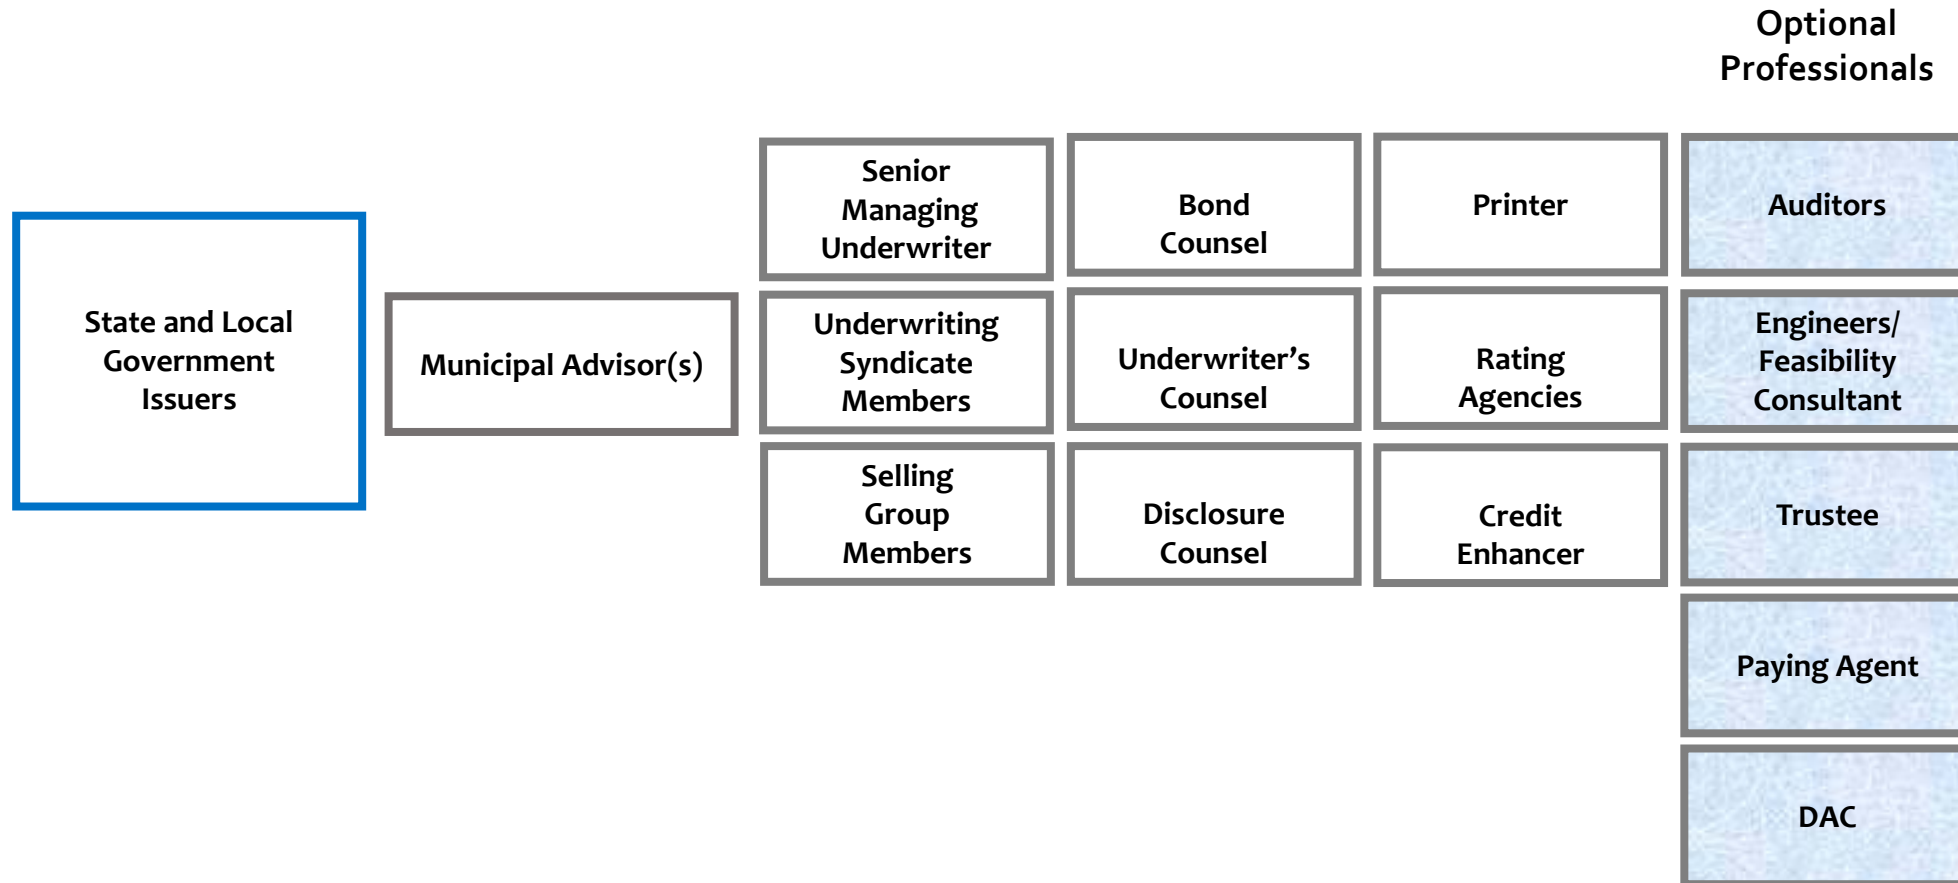 Optional
Professionals
State and Local
Government
Issuers
Municipal Advisor(s)
Senior
Managing
Underwriter
Underwriting
Syndicate
Members
Selling
Group
Members
Bond
Counsel
Underwriter’s
Counsel
Disclosure
Counsel
Printer
Rating
Agencies
Credit
Enhancer
Auditors
Engineers/
Feasibility
Consultant
Trustee
Paying Agent
DAC